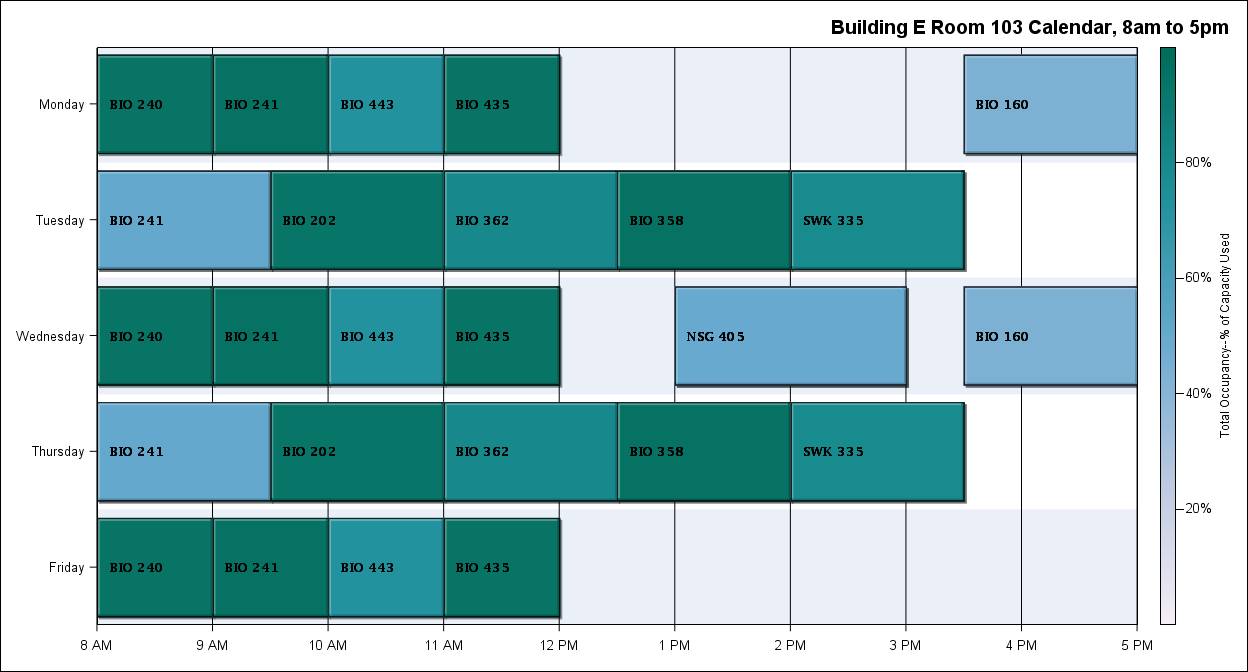 Building E Room 103 Calendar, 8am to 5pm
Monday
BIO 240
BIO 241
BIO 443
BIO 435
BIO 160
Tuesday
BIO 241
BIO 202
BIO 362
BIO 358
SWK 335
Wednesday
BIO 240
BIO 241
BIO 443
BIO 435
NSG 405
BIO 160
Thursday
BIO 241
BIO 202
BIO 362
BIO 358
SWK 335
Friday
BIO 240
BIO 241
BIO 443
BIO 435
8 AM
9 AM
10 AM
11 AM
12 PM
1 PM
2 PM
3 PM
4 PM
5 PM
80%
60%
40%
20%
Total Occupancy--% of Capacity Used